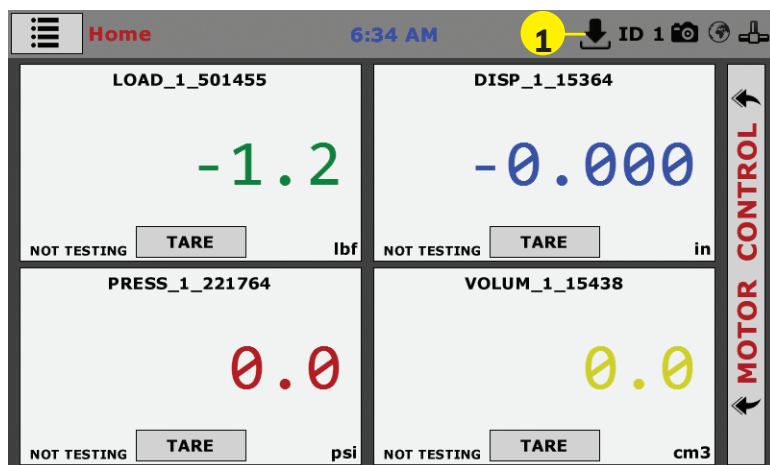 Home 6:34 AM 1 ID 1
LOAD_1_501455
-1.2
NOT TESTING TARE lbf
DISP_1_15364
-0.000
NOT TESTING TARE in
PRESS_1_221764
0.0
NOT TESTING TARE psi
VOLUM_1_15438
0.0
NOT TESTING TARE cm3
MOTOR CONTROL